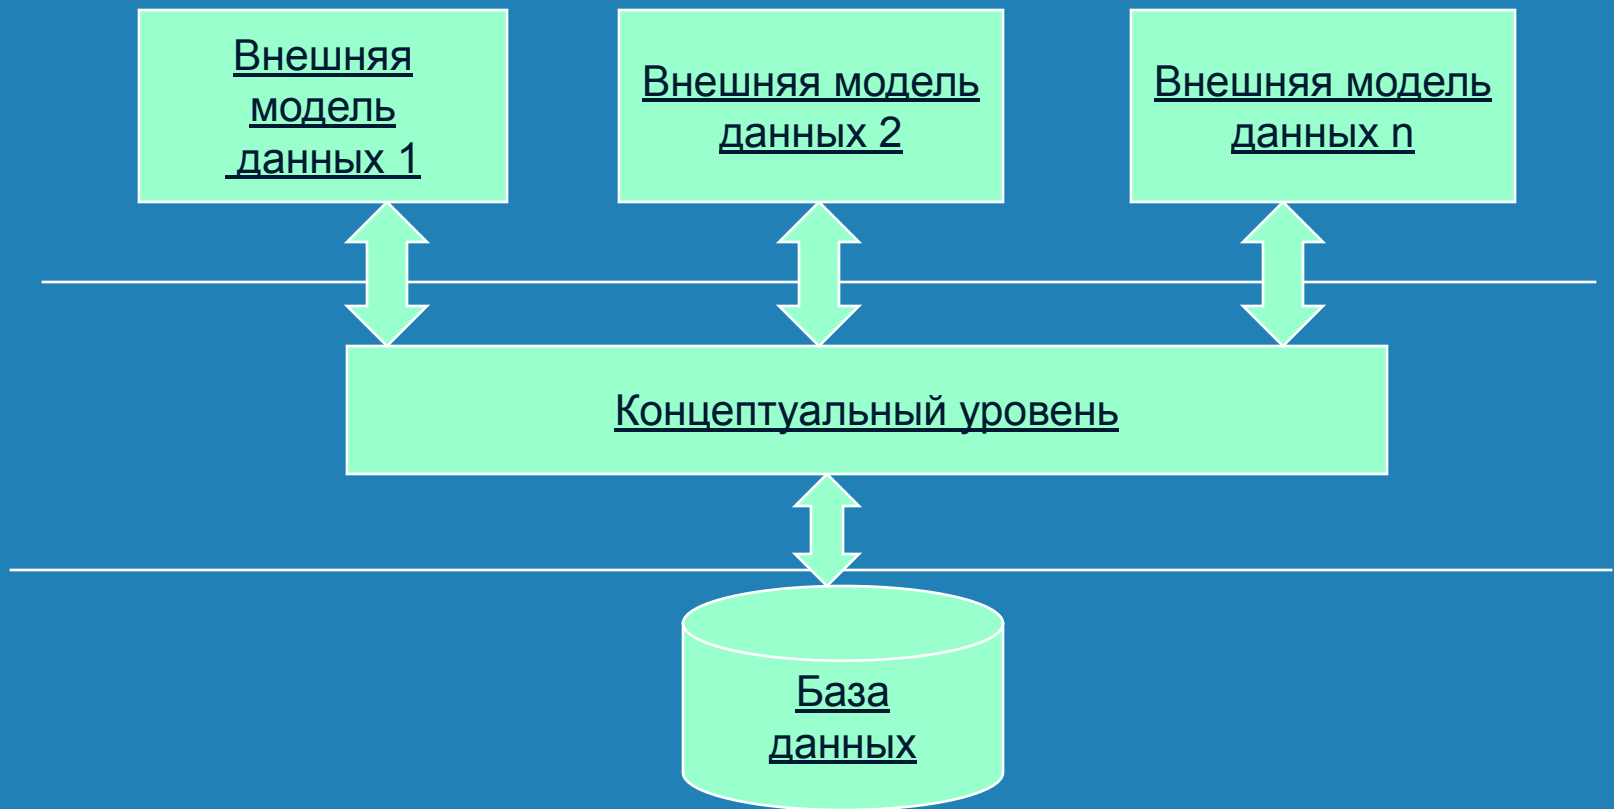 Внешняя
модель
данных 1
Внешняя модель
данных 2
Внешняя модель
данных n
Концептуальный уровень
База
данных